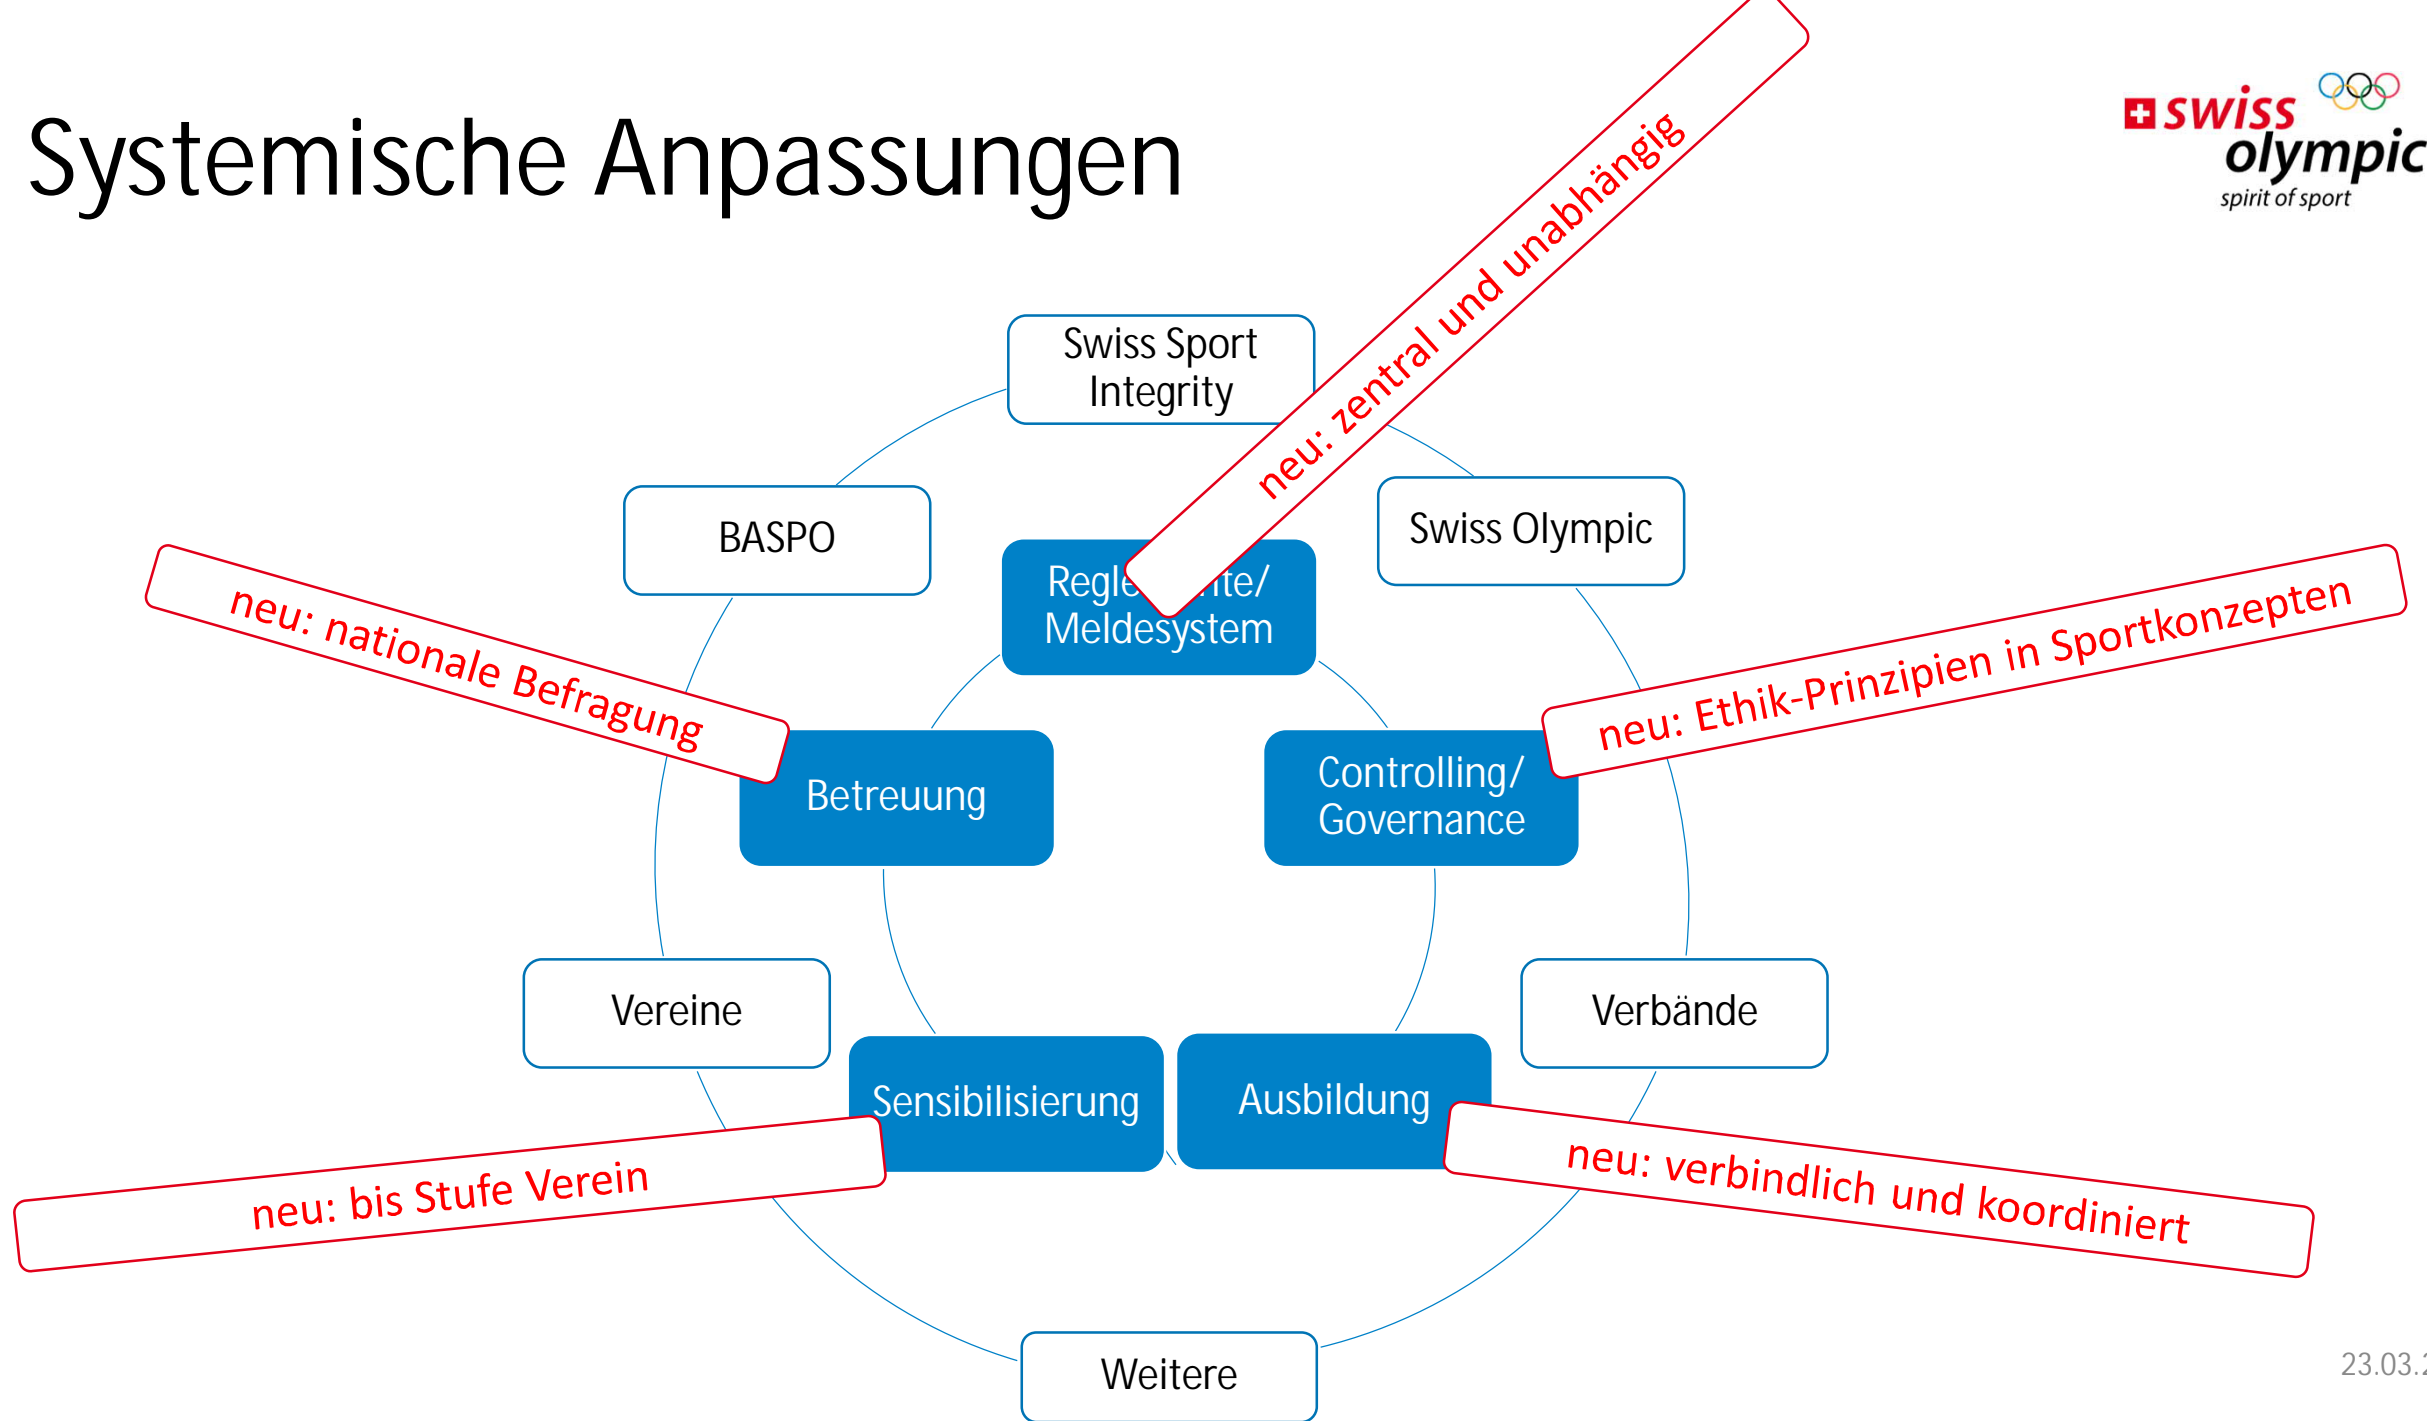 Systemische Anpassungen
swiss
olympic
spirit of sport
neu: zentral und unabhängig
Swiss Sport
Integrity
BASPO
Swiss Olympic
neu: nationale Befragung
Meldesystem
neu: Ethik-Prinzipien in Sportkonzepten
Betreuung
Controlling/
Governance
Vereine
Verbände
Sensibilisierung
Ausbildung
neu: bis Stufe Verein
neu: verbindlich und koordiniert
Weitere